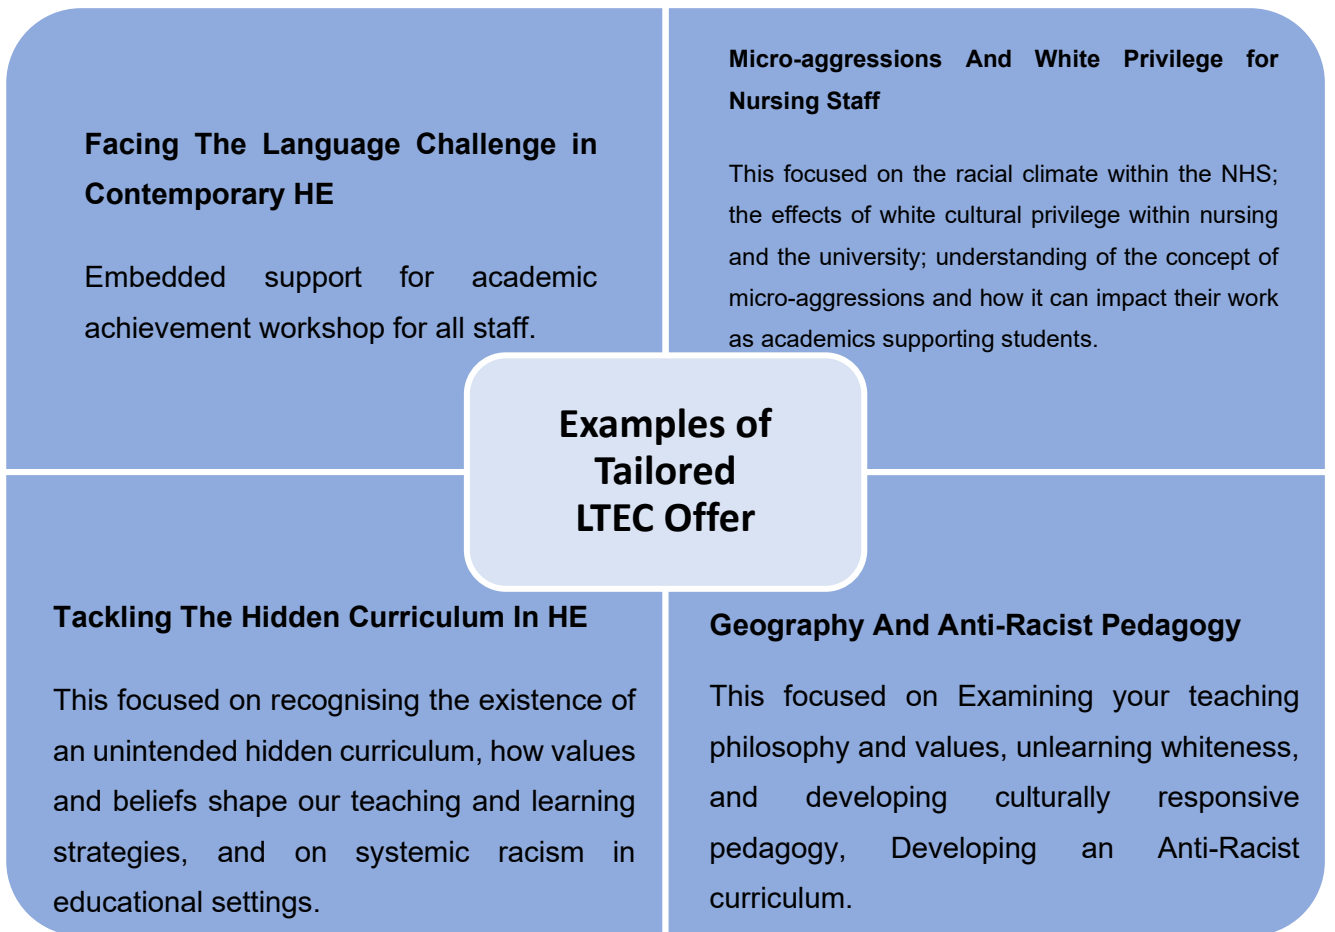 Facing The Language Challenge in
Contemporary HE
Embedded support for academic
achievement workshop for all staff.
Micro-aggressions And White Privilege for
Nursing Staff
This focused on the racial climate within the NHS;
the effects of white cultural privilege within nursing
and the university; understanding of the concept of
micro-aggressions and how it can impact their work
as academics supporting students.
Examples of
Tailored
LTEC Offer
Tackling The Hidden Curriculum In HE
This focused on recognising the existence of
an unintended hidden curriculum, how values
and beliefs shape our teaching and learning
strategies, and on systemic racism in
educational settings.
Geography And Anti-Racist Pedagogy
This focused on Examining your teaching
philosophy and values, unlearning whiteness,
and developing culturally responsive
pedagogy, Developing an Anti-Racist
curriculum.